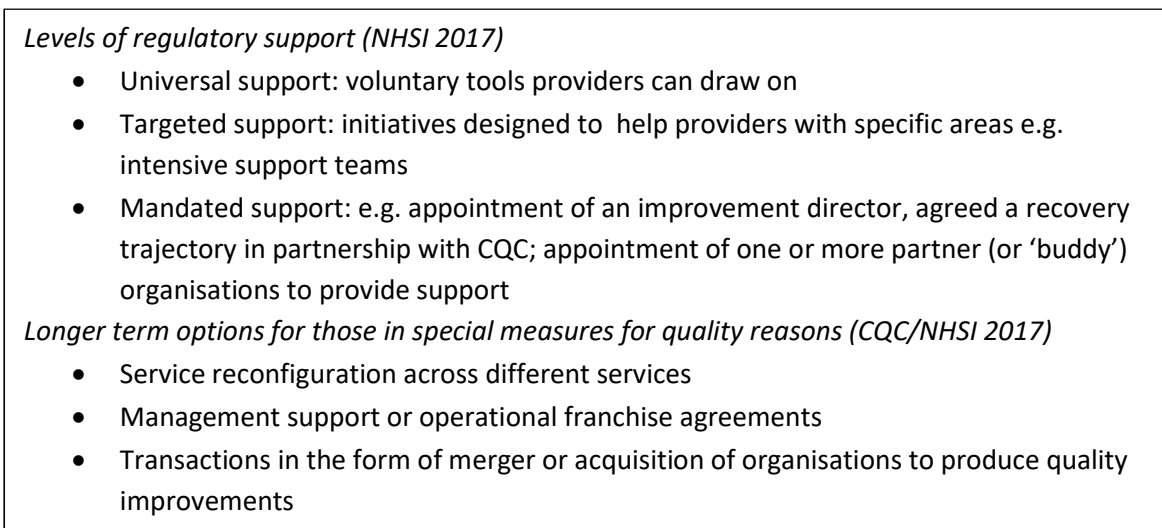 Levels of regulatory support (NHSI 2017)
• Universal support: voluntary tools providers can draw on
• Targeted support: initiatives designed to  help providers with specific areas e.g.
intensive support teams
• Mandated support: e.g. appointment of an improvement director, agreed a recovery
trajectory in partnership with CQC; appointment of one or more partner (or ‘buddy’)
organisations to provide support
Longer term options for those in special measures for quality reasons (CQC/NHSI 2017)
• Service reconfiguration across different services
• Management support or operational franchise agreements
• Transactions in the form of merger or acquisition of organisations to produce quality
improvements